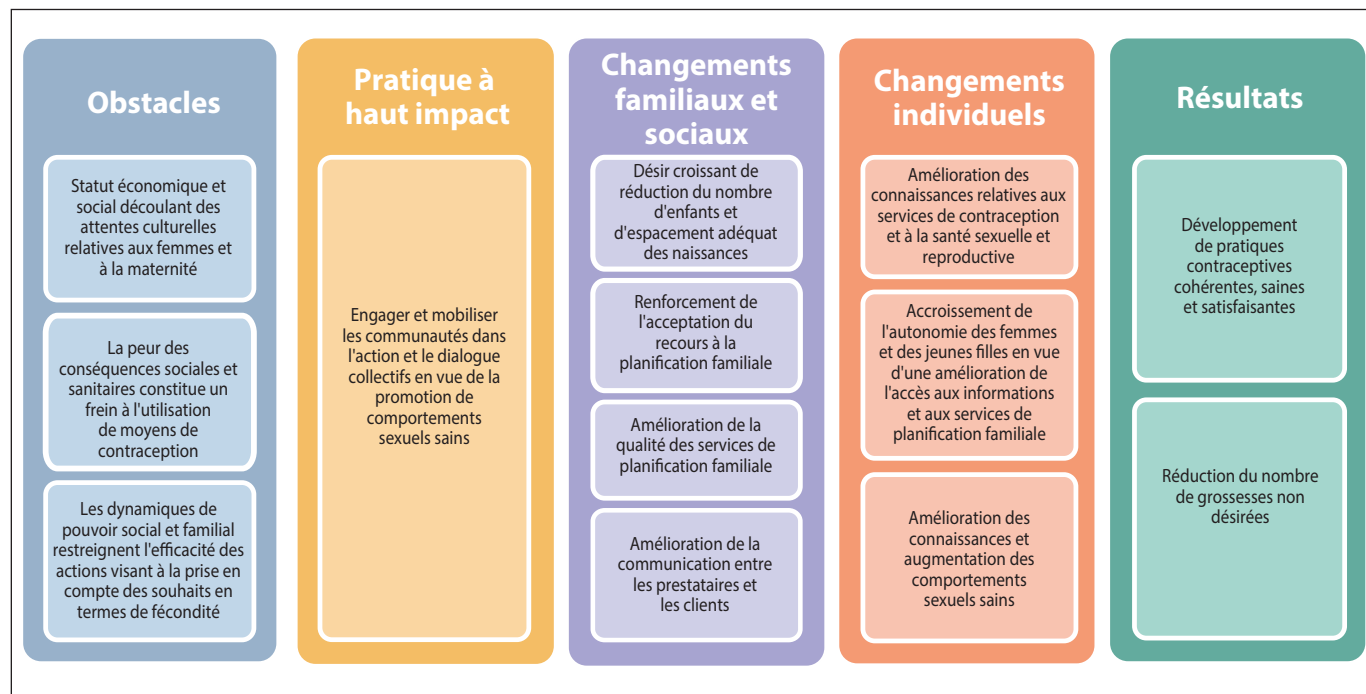 Obstacles
Statut économique et
social découlant des
attentes culturelles
relatives aux femmes et
à la maternité
La peur des
conséquences sociales et
sanitaires constitue un
frein à l'utilisation
de moyens de
contraception
Les dynamiques de
pouvoir social et familial
restreignent l'efficacité des
actions visant à la prise en
compte des souhaits en
termes de fécondité
Pratique à
haut impact
Engager et mobiliser
les communautés dans
l'action et le dialogue
collectifs en vue de la
promotion de
comportements
sexuels sains
Changements
familiaux et
sociaux
Désir croissant de
réduction du nombre
d'enfants et
d'espacement adéquat
des naissances
Renforcement de
l'acceptation du
recours à la
planification familiale
Amélioration de la
qualité des services de
planification familiale
Amélioration de la
communication entre
les prestataires et
les clients
Changements
individuels
Amélioration des
connaissances relatives aux
services de contraception
et à la santé sexuelle et
reproductive
Accroissement de
l'autonomie des femmes
et des jeunes filles en vue
d'une amélioration de
l'accès aux informations
et aux services de
planification familiale
Amélioration des
connaissances et
augmentation des
comportements
sexuels sains
Résultats
Développement
de pratiques
contraceptives
cohérentes, saines
et satisfaisantes
Réduction du nombre
de grossesses non
désirées